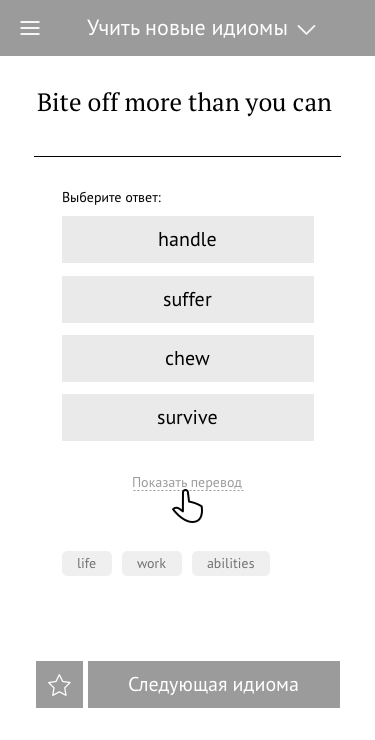 Учить новые идиомы
Bite off more than you can
Выберите ответ:
handle
suffer
chew
survive
Показать перевод
life work abilities
Следующая идиома